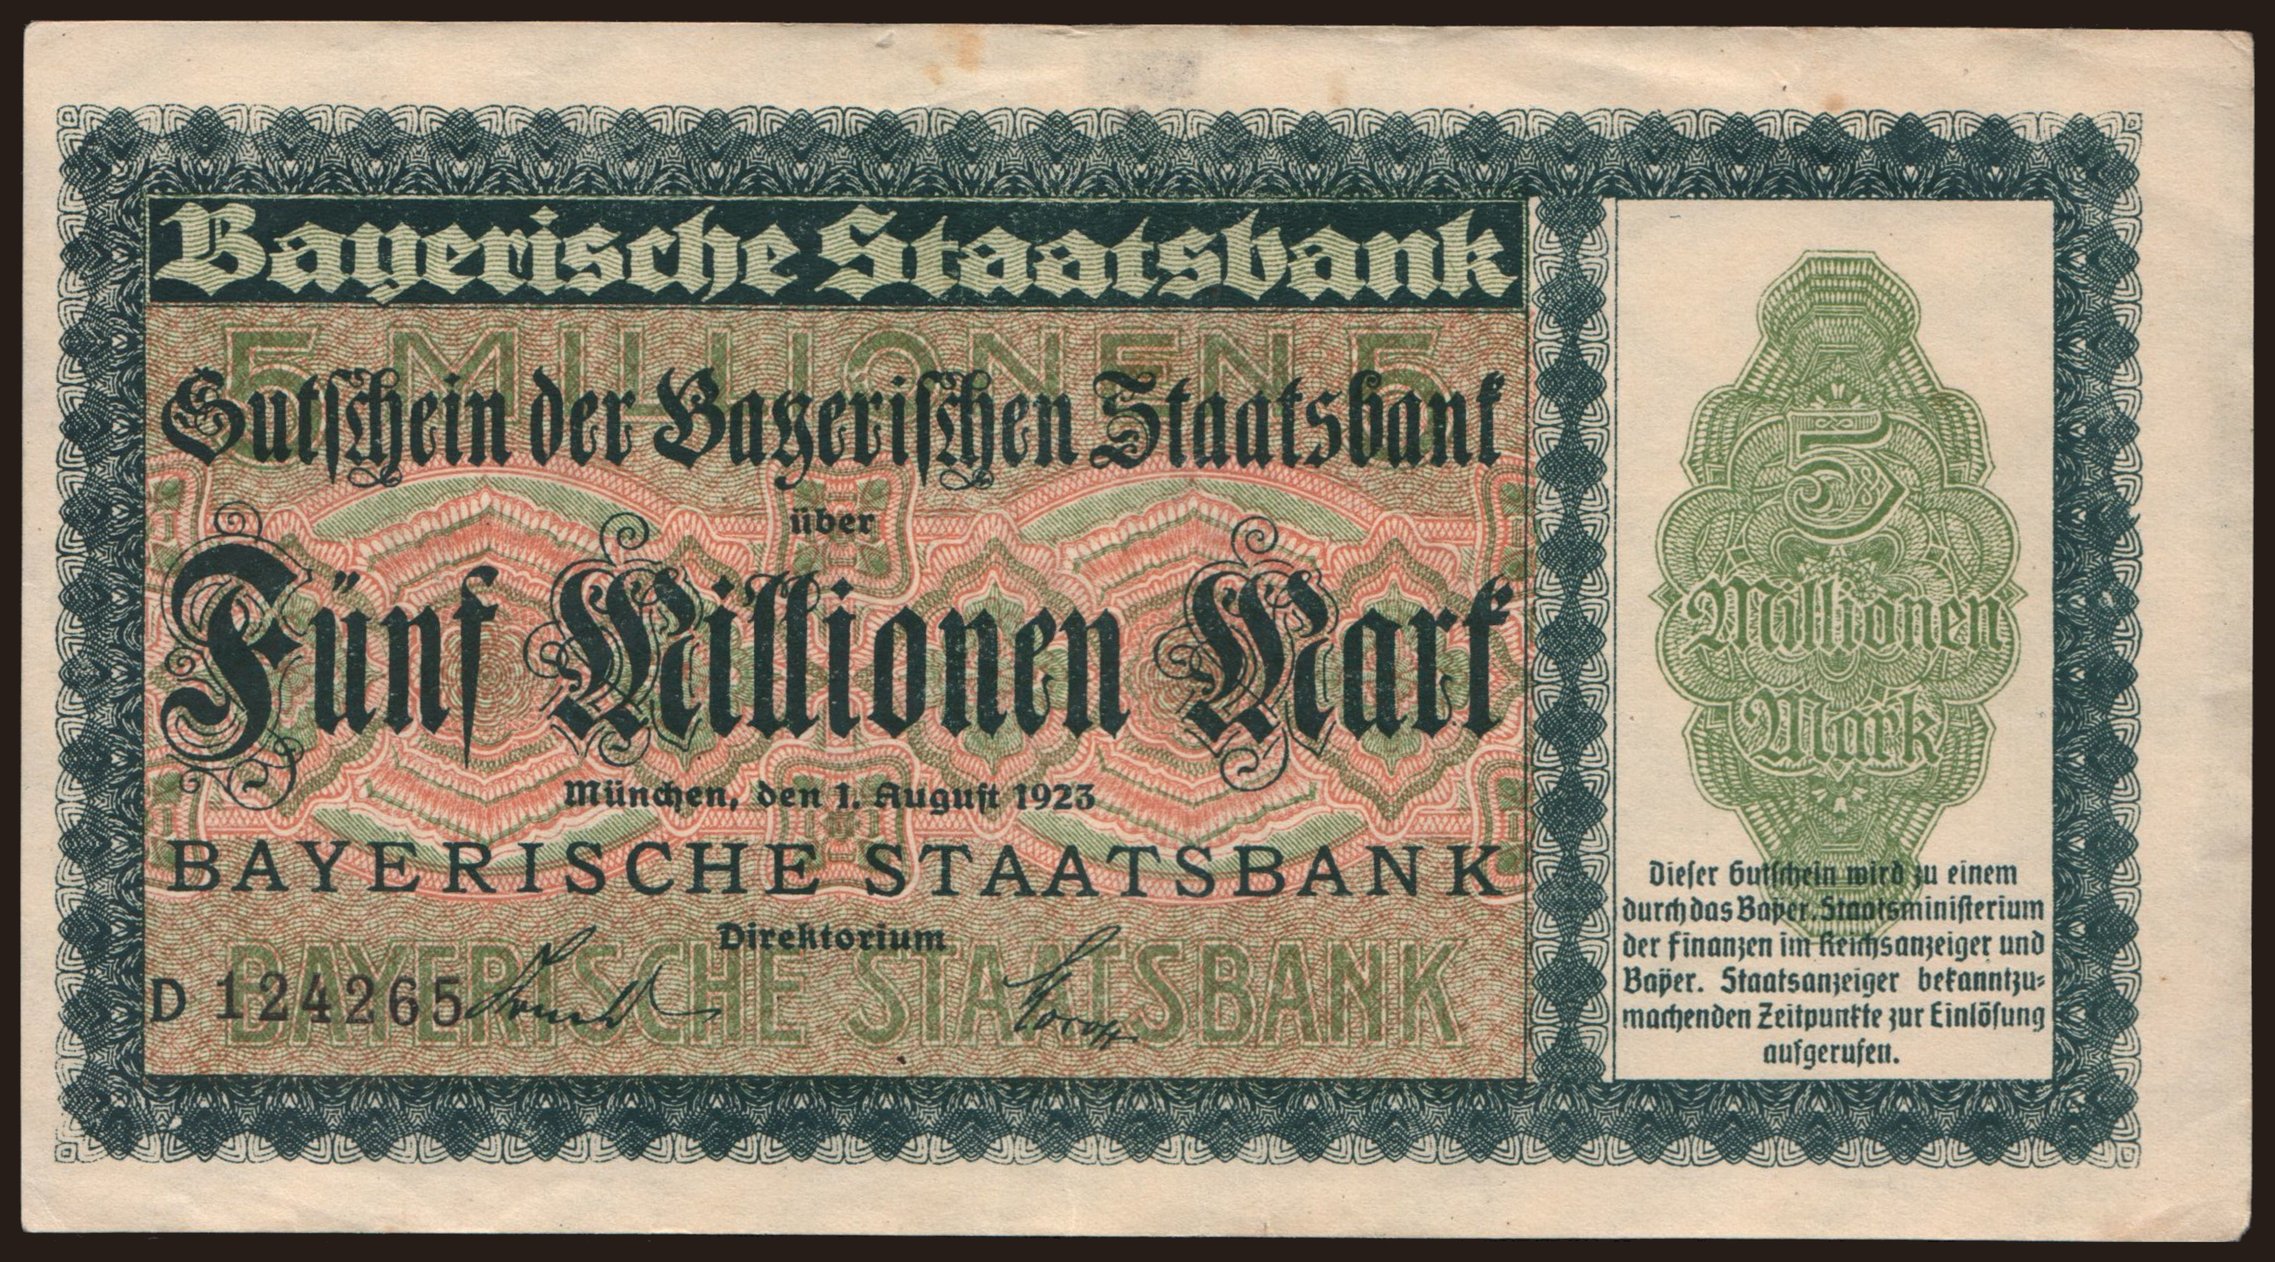 Bayerische Staatsbank
5 MILLIONEN 5
Gutschein der Bayerischen Staatsbank
über
Fünf Millionen Mark
München, den 1. August 1923
BAYERISCHE STAATSBANK
Direktorium
BAYERISCHE STAATSBANK
D 124265
5
Millionen
Mark
Dieser Gutschein wird zu einem
durch das Bayer. Staatsministerium
der Finanzen im Reichsanzeiger und
Bayer. Staatsanzeiger bekanntzu-
machenden Zeitpunkte zur Einlösung
aufgerufen.